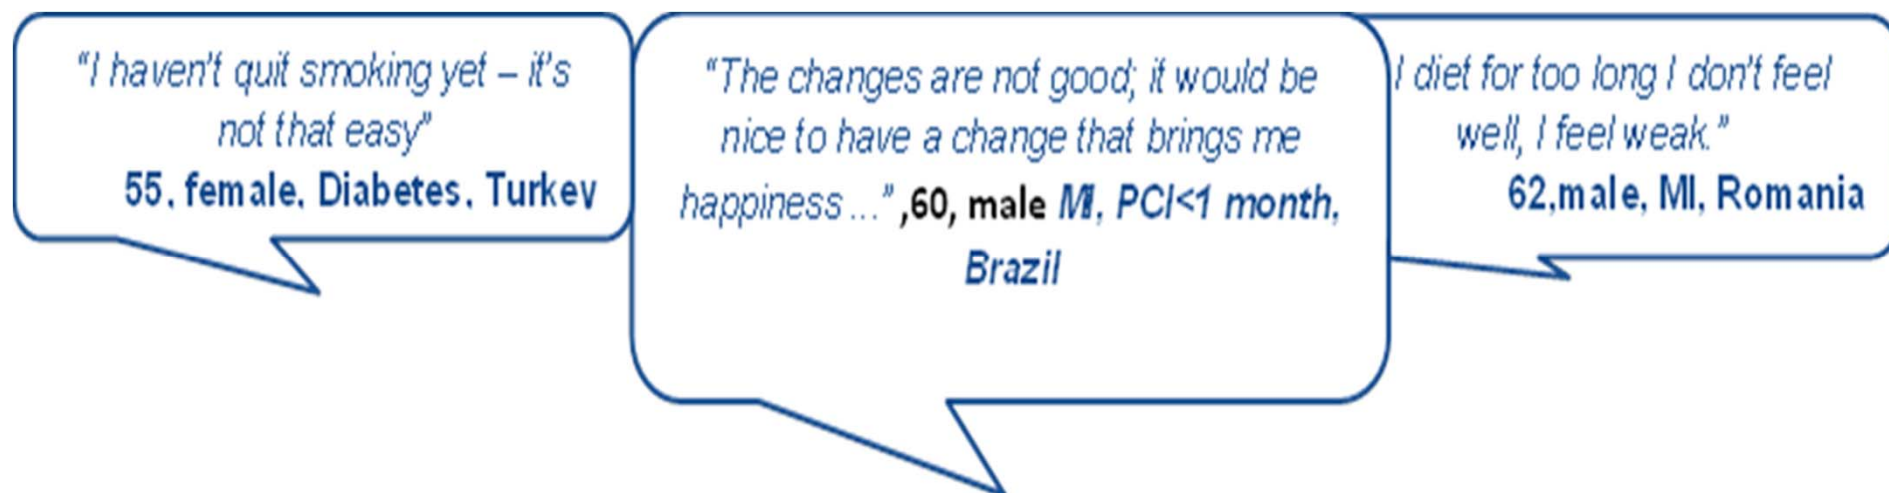 "I haven't quit smoking yet – it's
not that easy"
55, female, Diabetes, Turkey
"The changes are not good; it would be
nice to have a change that brings me
happiness ..." ,60, male MI, PCI<1 month,
Brazil
I diet for too long I don't feel
well, I feel weak."
62,male, MI, Romania